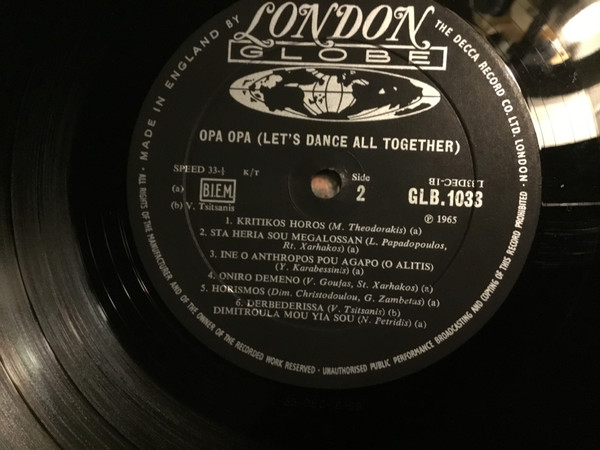 MADE IN ENGLAND BY
LONDON
GLOBE
THE DECCA RECORD CO. LTD. LONDON ·
OPA OPA (LET'S DANCE ALL TOGETHER)
SPEED 33⅓ K/T
(a) B.I.E.M.
(b) V. Tsitsanis
Side
2
L 13DEC-1B
GLB.1033
℗ 1965
1. KRITIKOS HOROS (M. Theodorakis) (a)
2. STA HERIA SOU MEGALOSSAN (L. Papadopoulos,
Rt. Xarhakos) (a)
3. INE O ANTHROPOS POU AGAPO (O ALITIS)
(Y. Karabessinis) (a)
4. ONIRO DEMENO (V. Goufas, St. Xarhakos) (a)
5. HORISMOS (Dim. Christodoulou, G. Zambetas) (a)
6. DERBEDERISSA (V. Tsitsanis) (b)
DIMITROULA MOU YIA SOU (N. Petridis) (a)
· ALL RIGHTS OF THE MANUFACTURER AND OF THE OWNER OF THE RECORDED WORK RESERVED · UNAUTHORISED PUBLIC PERFORMANCE BROADCASTING AND COPYING OF THIS RECORD PROHIBITED ·